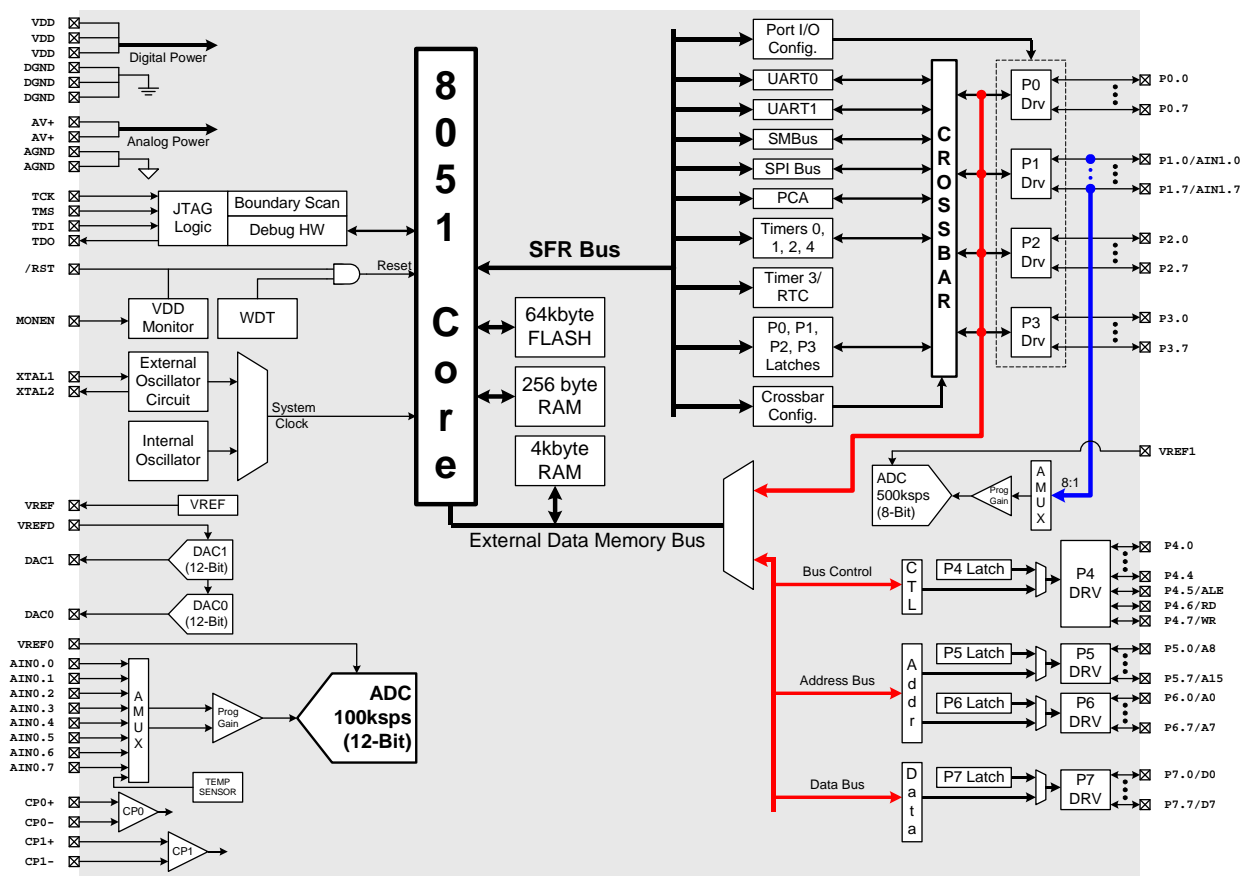 VDD
VDD
VDD
Digital Power
DGND
DGND
DGND
AV+
AV+
Analog Power
AGND
AGND
TCK
TMS
TDI
TDO
JTAG
Logic
Boundary Scan
Debug HW
/RST
Reset
MONEN
VDD
Monitor
WDT
XTAL1
XTAL2
External
Oscillator
Circuit
Internal
Oscillator
System
Clock
VREF
VREF
VREFD
DAC1
DAC1
(12-Bit)
DAC0
DAC0
(12-Bit)
VREF0
AIN0.0
AIN0.1
AIN0.2
AIN0.3
AIN0.4
AIN0.5
AIN0.6
AIN0.7
A
M
U
X
Prog
Gain
ADC
100ksps
(12-Bit)
TEMP
SENSOR
CP0+
CP0-
CP0
CP1+
CP1-
CP1
8
0
5
1
C
o
r
e
SFR Bus
64kbyte
FLASH
256 byte
RAM
4kbyte
RAM
External Data Memory Bus
Port I/O
Config.
UART0
UART1
SMBus
SPI Bus
PCA
Timers 0,
1, 2, 4
Timer 3/
RTC
P0, P1,
P2, P3
Latches
Crossbar
Config.
C
R
O
S
S
B
A
R
P0
Drv
P1
Drv
P2
Drv
P3
Drv
P0.0
P0.7
P1.0/AIN1.0
P1.7/AIN1.7
P2.0
P2.7
P3.0
P3.7
VREF1
ADC
500ksps
(8-Bit)
Prog
Gain
A
M
U
X
8:1
Bus Control
C
T
L
P4 Latch
P4
DRV
P4.0
P4.4
P4.5/ALE
P4.6/RD
P4.7/WR
Address Bus
A
d
d
r
P5 Latch
P5
DRV
P5.0/A8
P5.7/A15
P6 Latch
P6
DRV
P6.0/A0
P6.7/A7
Data Bus
D
a
t
a
P7 Latch
P7
DRV
P7.0/D0
P7.7/D7